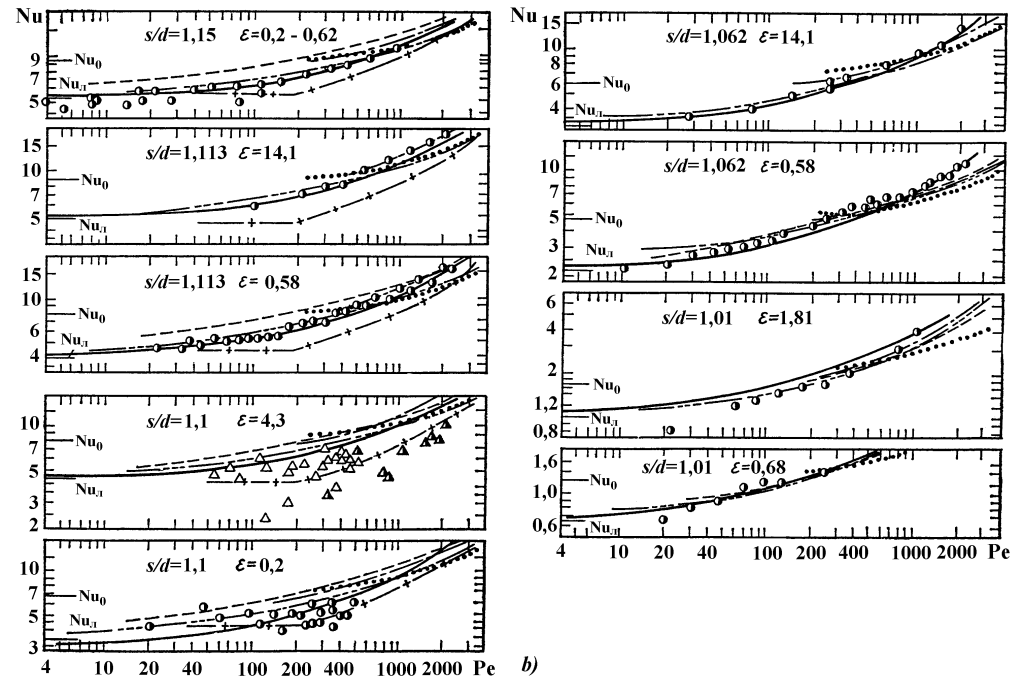 Nu
s/d=1,15 ε=0,2 - 0,62
9
7
5
Nu₀
Nuл
s/d=1,113 ε=14,1
15
10
7
5
Nu₀
Nuл
s/d=1,113 ε = 0,58
15
10
6
4
Nu₀
Nuл
s/d=1,1 ε=4,3
10
7
5
3
2
Nu₀
Nuл
s/d=1,1 ε=0,2
10
7
5
3
Nu₀
Nuл
4 10 20 40 100 200 400 1000 2000 Pe
Nu
s/d=1,062 ε=14,1
15
10
8
6
4
Nu₀
Nuл
s/d=1,062 ε=0,58
10
7
5
3
2
Nu₀
Nuл
s/d=1,01 ε=1,81
6
4
2
1,2
0,8
Nu₀
Nuл
s/d=1,01 ε=0,68
1,6
1,0
0,6
Nu₀
Nuл
4 10 20 40 100 200 400 1000 2000 Pe
b)